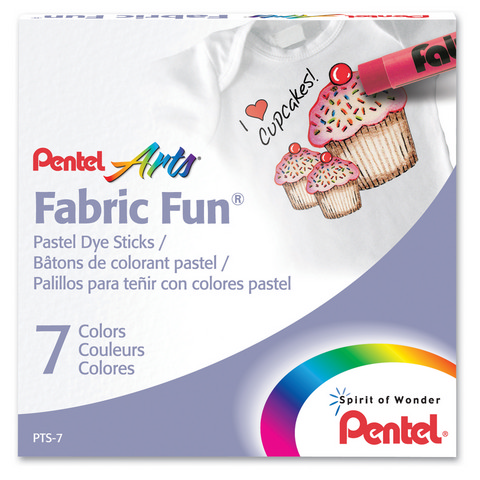 fab
I ♥
Cupcakes!
Pentel Arts®
Fabric Fun®
Pastel Dye Sticks /
Bâtons de colorant pastel /
Palillos para teñir con colores pastel
7 Colors
Couleurs
Colores
Spirit of Wonder
Pentel®
PTS-7